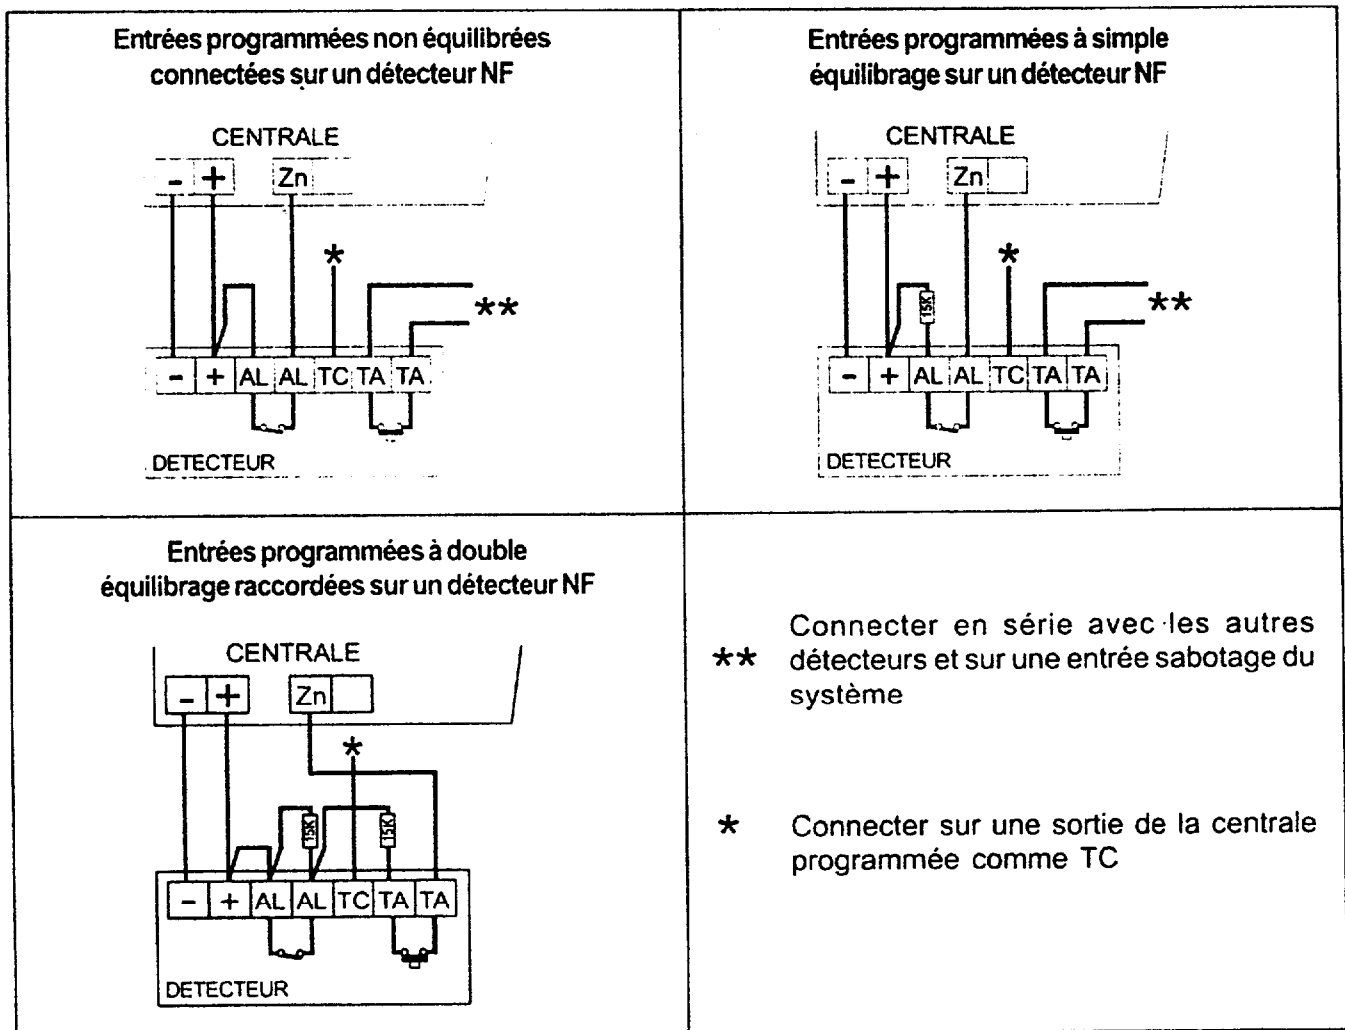 Entrées programmées non équilibrées
connectées sur un détecteur NF
CENTRALE
- + Zn
*
**
- + AL AL TC TA TA
DETECTEUR
Entrées programmées à simple
équilibrage sur un détecteur NF
CENTRALE
- + Zn
*
15K
**
- + AL AL TC TA TA
DETECTEUR
Entrées programmées à double
équilibrage raccordées sur un détecteur NF
CENTRALE
- + Zn
*
15K 15K
- + AL AL TC TA TA
DETECTEUR
Connecter en série avec les autres
** détecteurs et sur une entrée sabotage du
système
* Connecter sur une sortie de la centrale
programmée comme TC